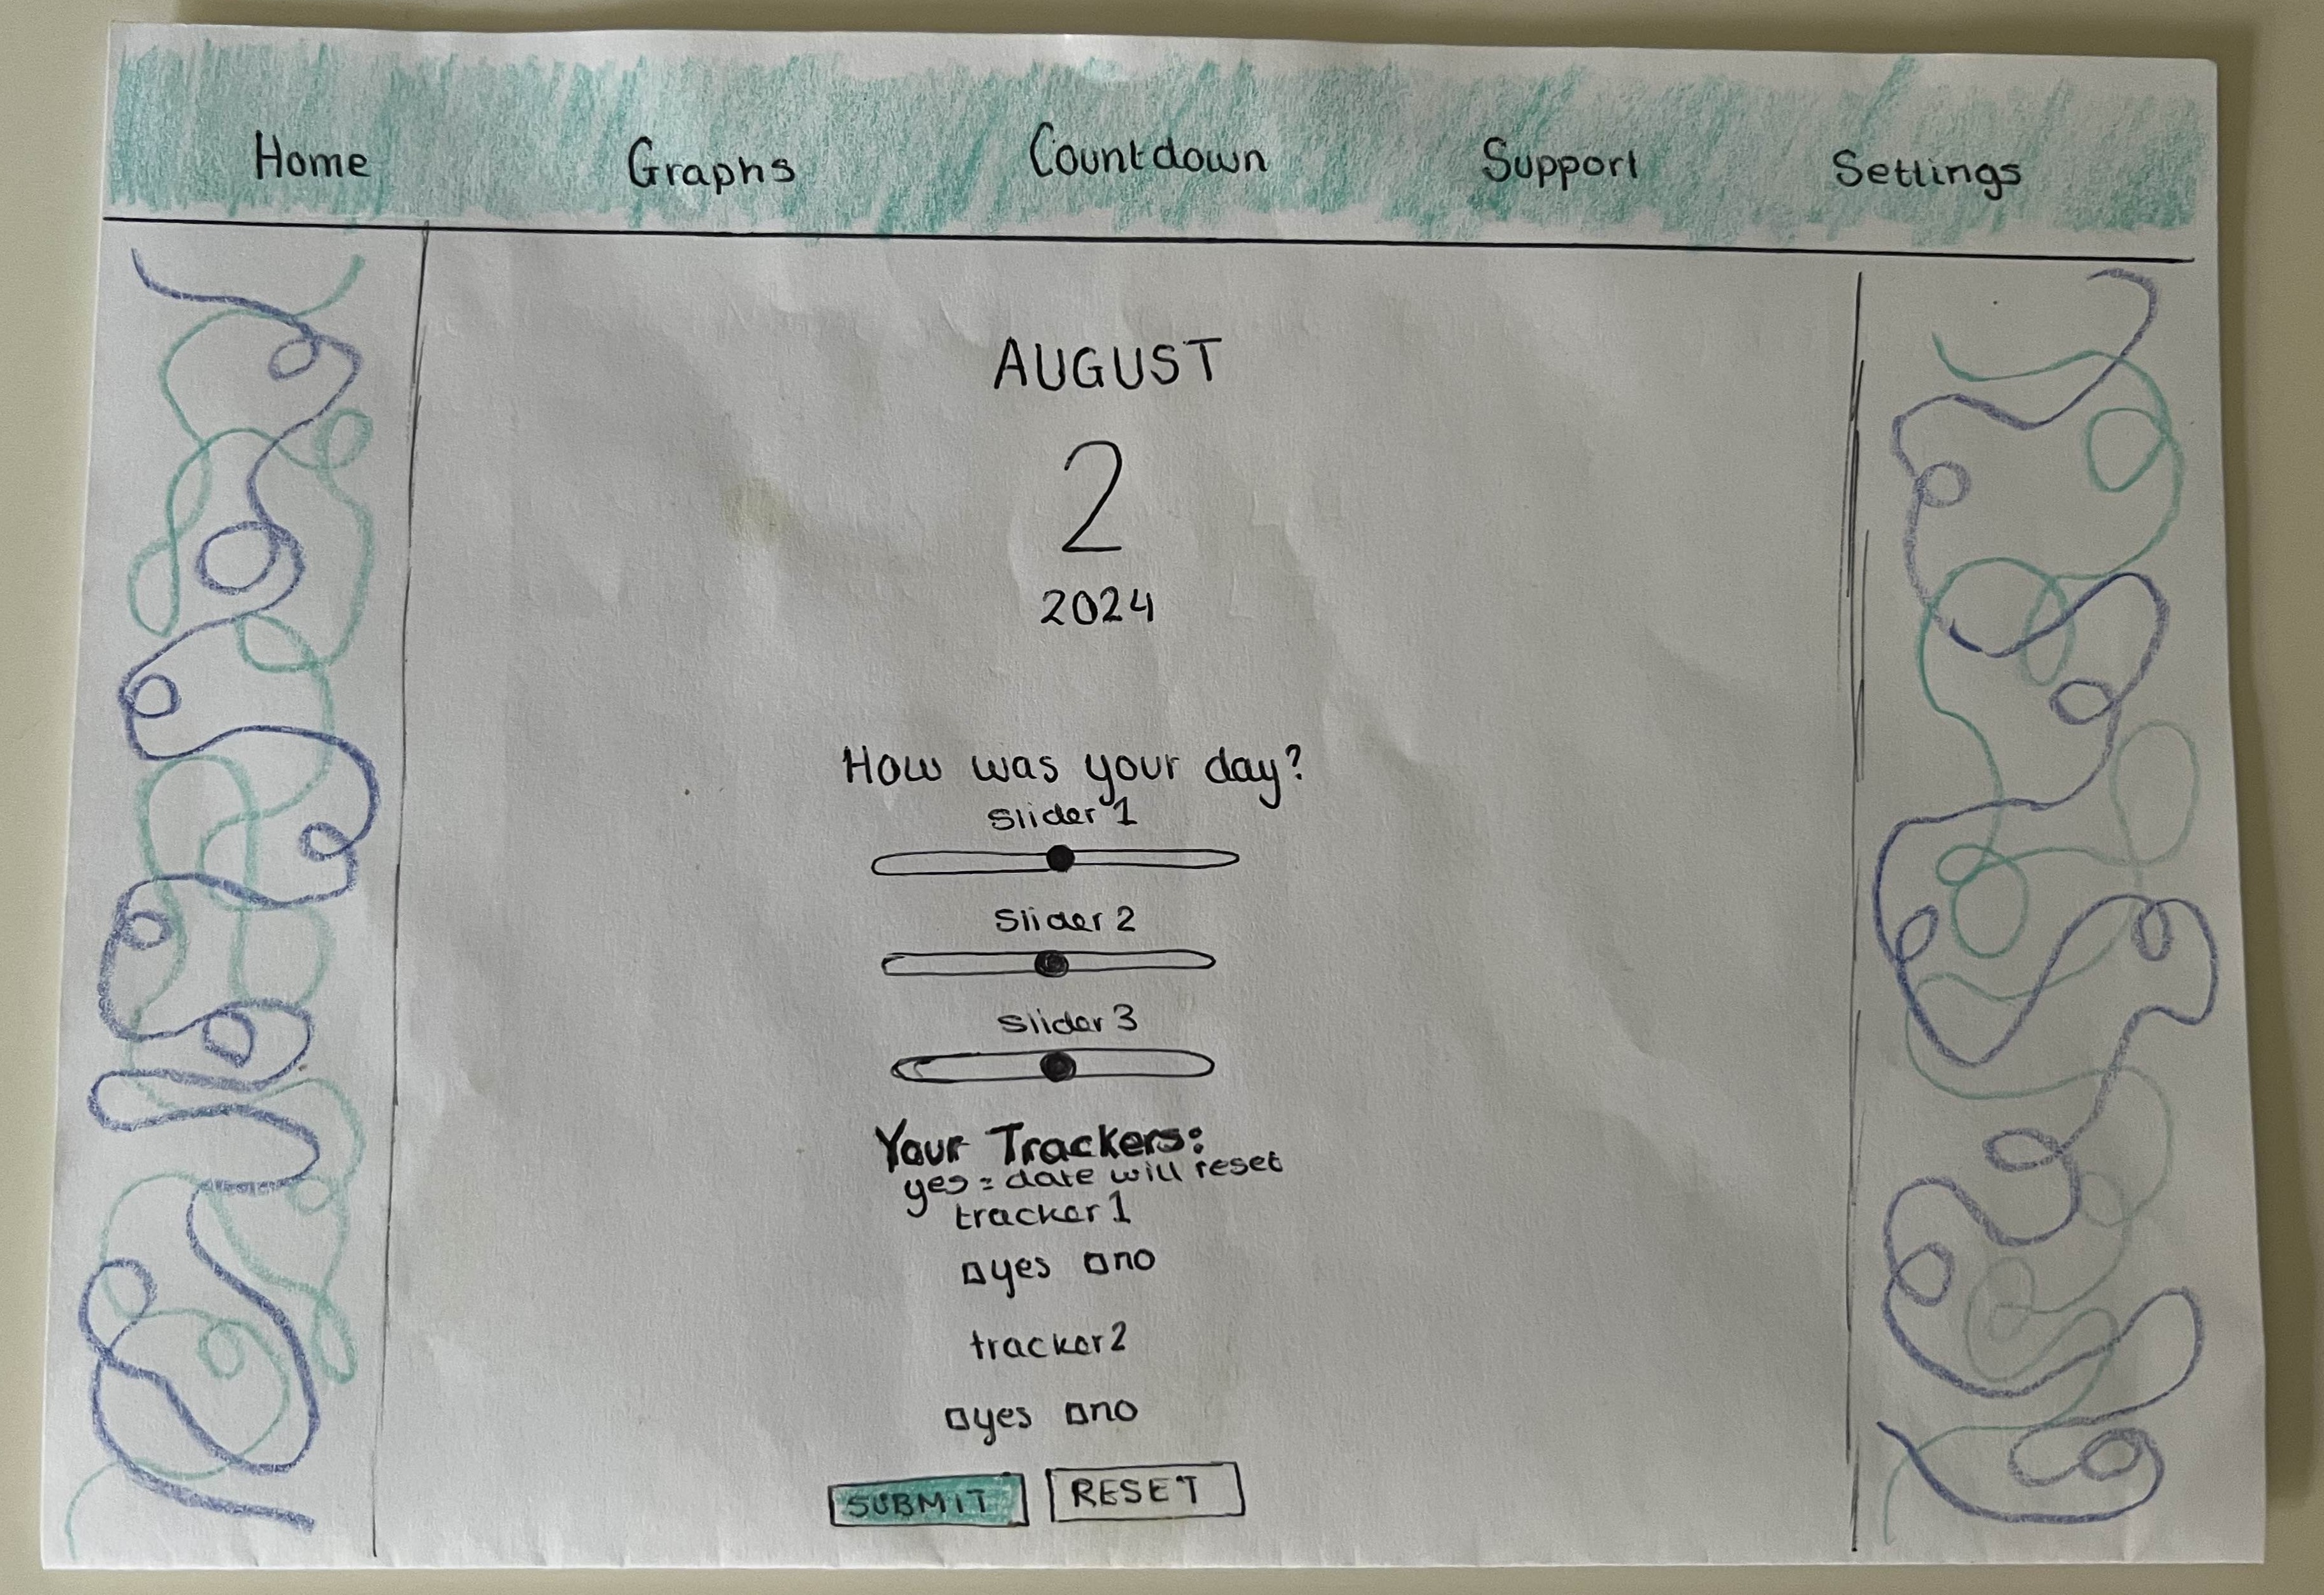 Home Graphs Countdown Support Settings
AUGUST
2
2024
How was your day?
Slider 1
Slider 2
Slider 3
Your Trackers:
yes = date will reset
tracker 1
yes no
tracker 2
yes no
SUBMIT RESET